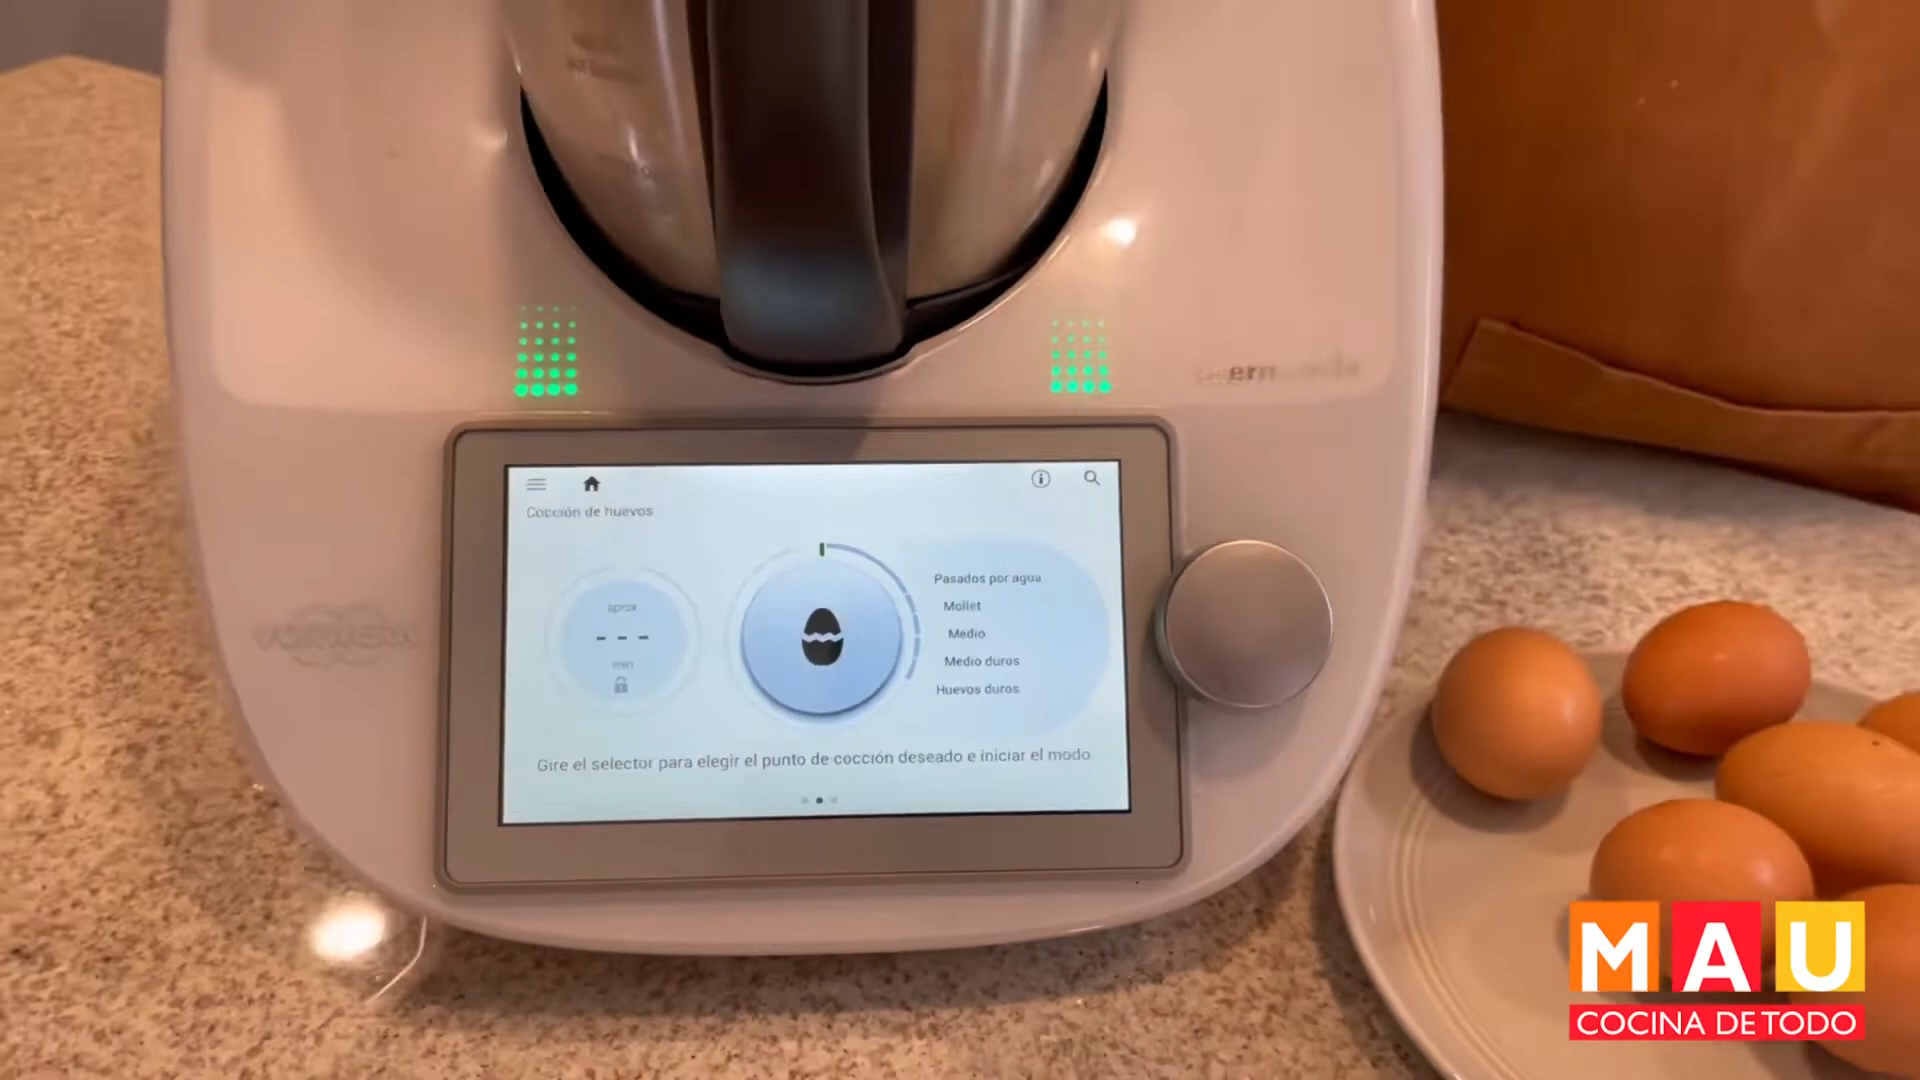 Cocción de huevos
aprox
- - -
min
Pasados por agua
Mollet
Medio
Medio duros
Huevos duros
Gire el selector para elegir el punto de cocción deseado e iniciar el modo
MAU
COCINA DE TODO